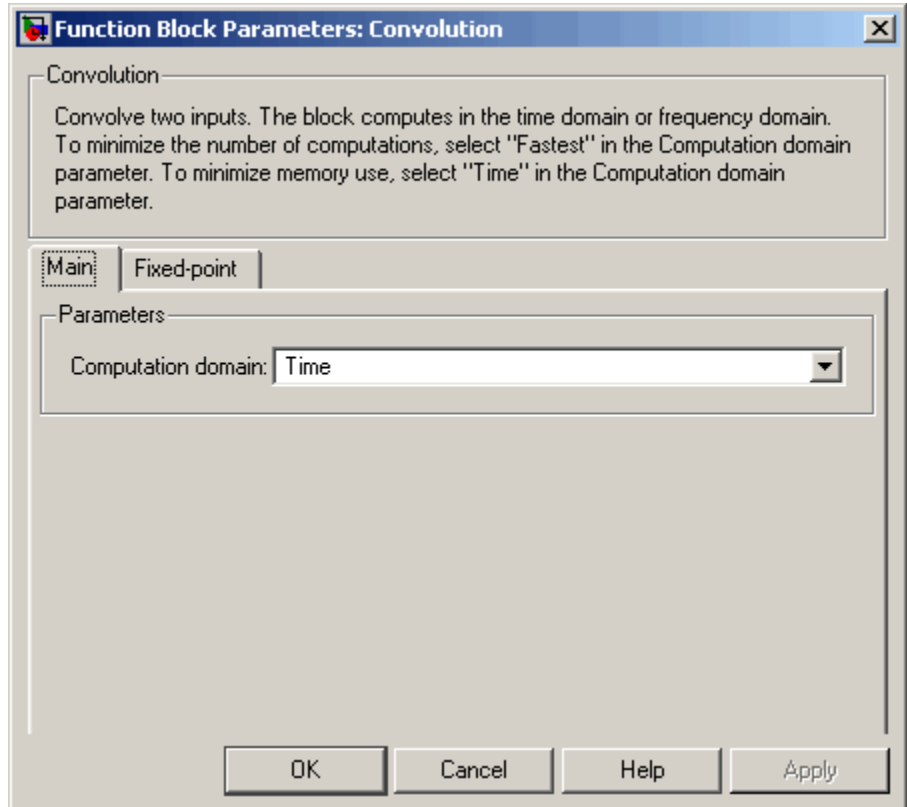 Function Block Parameters: Convolution
Convolution
Convolve two inputs. The block computes in the time domain or frequency domain.
To minimize the number of computations, select "Fastest" in the Computation domain
parameter. To minimize memory use, select "Time" in the Computation domain
parameter.
Main Fixed-point
Parameters
Computation domain: Time
OK Cancel Help Apply